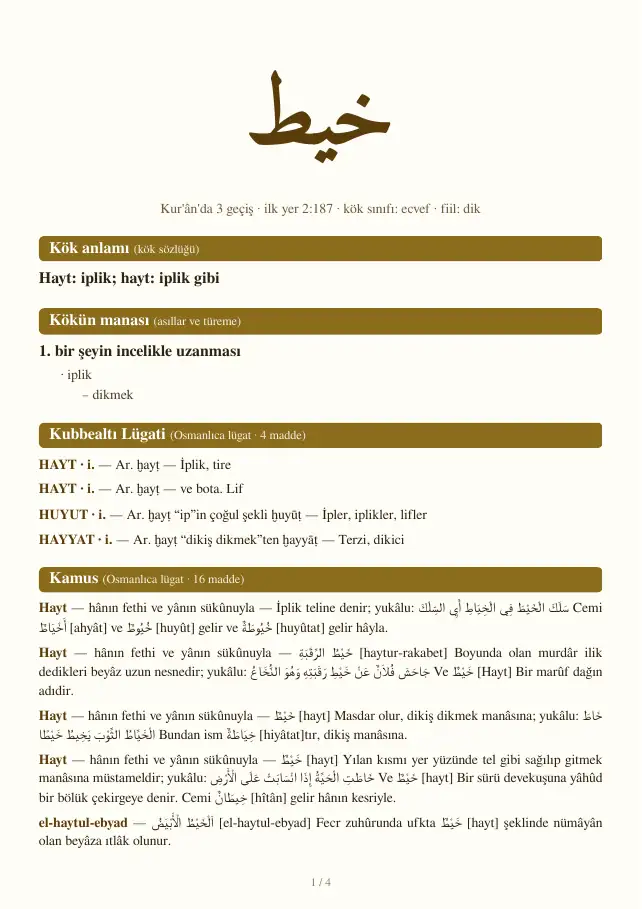 خيط
Kur'ân'da 3 geçiş · ilk yer 2:187 · kök sınıfı: ecvef · fiil: dik
Kök anlamı (kök sözlüğü)
Hayt: iplik; hayt: iplik gibi
Kökün manası (asıllar ve türeme)
1. bir şeyin incelikle uzanması
· iplik
– dikmek
Kubbealtı Lügati (Osmanlıca lügat · 4 madde)
HAYT · i. — Ar. ḫayṭ — İplik, tire
HAYT · i. — Ar. ḫayṭ — ve bota. Lif
HUYUT · i. — Ar. ḫayṭ “ip”in çoğul şekli ḫuyūṭ — İpler, iplikler, lifler
HAYYAT · i. — Ar. ḫayṭ “dikiş dikmek”ten ḫayyāṭ — Terzi, dikici
Kamus (Osmanlıca lügat · 16 madde)
Hayt — hânın fethi ve yânın sükûnuyla — İplik teline denir; yukâlu: سَلَكَ الْخَيْطَ فِي الْخِيَاطِ أَيِ السِّلْكَ Cemi
أَخْيَاطٌ [ahyât] ve خُيُوطٌ [huyût] gelir ve خُيُوطَةٌ [huyûtat] gelir hâyla.
Hayt — hânın fethi ve yânın sükûnuyla — خَيْطُ الرَّقَبَةِ [haytur-rakabet] Boyunda olan murdâr ilik
dedikleri beyâz uzun nesnedir; yukâlu: جَاحَشَ فُلَانٌ عَنْ خَيْطِ رَقَبَتِهِ وَهُوَ النُّخَاعُ Ve خَيْطٌ [Hayt] Bir marûf dağın
adıdır.
Hayt — hânın fethi ve yânın sükûnuyla — خَيْطٌ [hayt] Masdar olur, dikiş dikmek manâsına; yukâlu: خَاطَ
الْخَيَّاطُ الثَّوْبَ يَخِيطُ خَيْطًا Bundan ism خِيَاطَةٌ [hiyâtat]tır, dikiş manâsına.
Hayt — hânın fethi ve yânın sükûnuyla — خَيْطٌ [hayt] Yılan kısmı yer yüzünde tel gibi sağılıp gitmek
manâsına müstameldir; yukâlu: خَاطَتِ الْحَيَّةُ إِذَا انْسَابَتْ عَلَى الْأَرْضِ Ve خَيْطٌ [hayt] Bir sürü devekuşuna yâhûd
bir bölük çekirgeye denir. Cemi خِيطَانٌ [hîtân] gelir hânın kesriyle.
el-haytul-ebyad — اَلْخَيْطُ الْأَبْيَضُ [el-haytul-ebyad] Fecr zuhûrunda ufkta خَيْطٌ [hayt] şeklinde nümâyân
olan beyâza ıtlâk olunur.
1 / 4